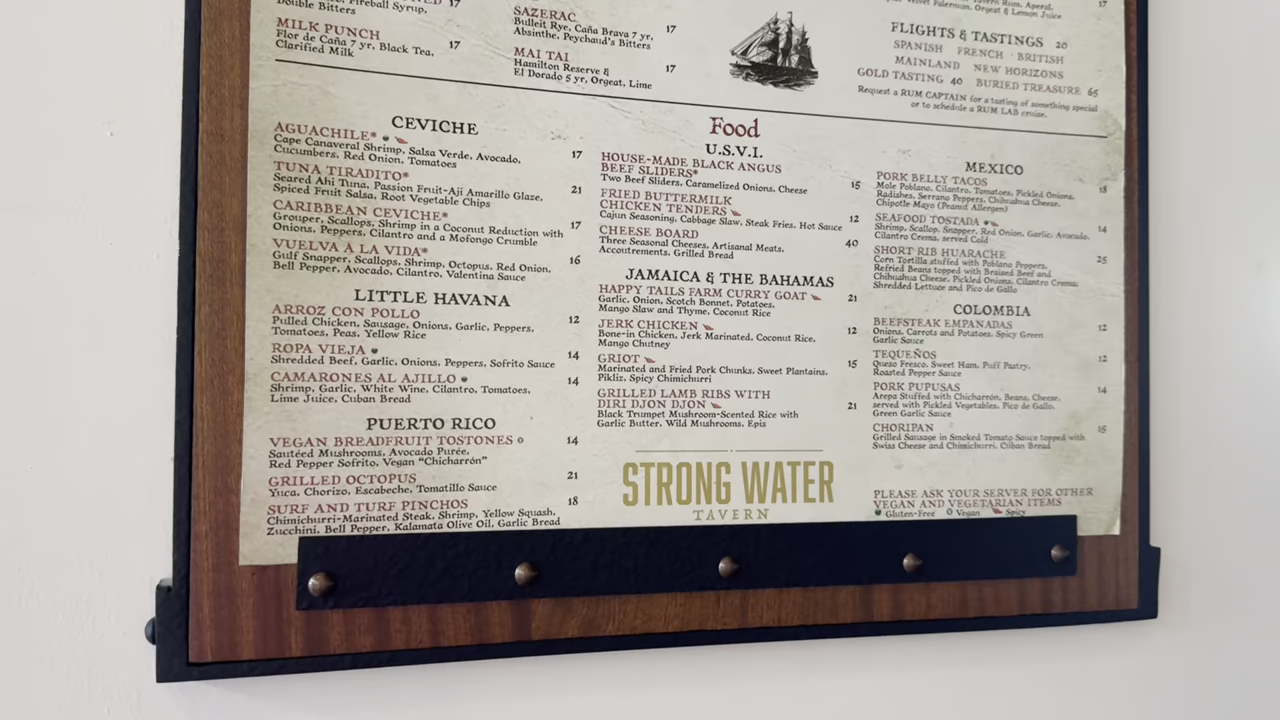 17
Double Bitters
MILK PUNCH
Flor de Caña 7 yr, Black Tea, 17
Clarified Milk
SAZERAC
Bulleit Rye, Caña Brava 7 yr, 17
Absinthe, Peychaud's Bitters
MAI TAI
Hamilton Reserve & 17
El Dorado 5 yr, Orgeat, Lime
17
Velvet Falernum, Orgeat & Lemon Juice
FLIGHTS & TASTINGS 20
SPANISH FRENCH · BRITISH
MAINLAND NEW HORIZONS
GOLD TASTING 40 BURIED TREASURE 65
Request a RUM CAPTAIN for a tasting of something special
or to schedule a RUM LAB cruise.
Food
CEVICHE
AGUACHILE*
Cape Canaveral Shrimp, Salsa Verde, Avocado, 17
Cucumbers, Red Onion, Tomatoes
TUNA TIRADITO*
Seared Ahi Tuna, Passion Fruit-Aji Amarillo Glaze, 21
Spiced Fruit Salsa, Root Vegetable Chips
CARIBBEAN CEVICHE*
Grouper, Scallops, Shrimp in a Coconut Reduction with 17
Onions, Peppers, Cilantro and a Mofongo Crumble
VUELVA A LA VIDA*
Gulf Snapper, Scallops, Shrimp, Octopus, Red Onion, 16
Bell Pepper, Avocado, Cilantro, Valentina Sauce
LITTLE HAVANA
ARROZ CON POLLO
Pulled Chicken, Sausage, Onions, Garlic, Peppers, 12
Tomatoes, Peas, Yellow Rice
ROPA VIEJA
Shredded Beef, Garlic, Onions, Peppers, Sofrito Sauce 14
CAMARONES AL AJILLO
Shrimp, Garlic, White Wine, Cilantro, Tomatoes, 14
Lime Juice, Cuban Bread
PUERTO RICO
VEGAN BREADFRUIT TOSTONES 14
Sautéed Mushrooms, Avocado Purée,
Red Pepper Sofrito, Vegan "Chicharrón"
GRILLED OCTOPUS 21
Yuca, Chorizo, Escabeche, Tomatillo Sauce
SURF AND TURF PINCHOS 18
Chimichurri-Marinated Steak, Shrimp, Yellow Squash,
Zucchini, Bell Pepper, Kalamata Olive Oil, Garlic Bread
U.S.V.I.
HOUSE-MADE BLACK ANGUS
BEEF SLIDERS*
Two Beef Sliders, Caramelized Onions, Cheese 15
FRIED BUTTERMILK
CHICKEN TENDERS
Cajun Seasoning, Cabbage Slaw, Steak Fries, Hot Sauce 12
CHEESE BOARD
Three Seasonal Cheeses, Artisanal Meats, 40
Accoutrements, Grilled Bread
JAMAICA & THE BAHAMAS
HAPPY TAILS FARM CURRY GOAT 21
Garlic, Onion, Scotch Bonnet, Potatoes,
Mango Slaw and Thyme, Coconut Rice
JERK CHICKEN
Bone-in Chicken, Jerk Marinated, Coconut Rice, 12
Mango Chutney
GRIOT
Marinated and Fried Pork Chunks, Sweet Plantains, 15
Pikliz, Spicy Chimichurri
GRILLED LAMB RIBS WITH
DIRI DJON DJON 21
Black Trumpet Mushroom-Scented Rice with
Garlic Butter, Wild Mushrooms, Epis
STRONG WATER
TAVERN
MEXICO
PORK BELLY TACOS
Mole Poblano, Cilantro, Tomatoes, Pickled Onions, 18
Radishes, Serrano Peppers, Chihuahua Cheese,
Chipotle Mayo (Peanut Allergen)
SEAFOOD TOSTADA
Shrimp, Scallop, Snapper, Red Onion, Garlic, Avocado, 14
Cilantro Crema, served Cold
SHORT RIB HUARACHE
Corn Tortilla stuffed with Poblano Peppers, 25
Refried Beans topped with Braised Beef and
Chihuahua Cheese, Pickled Onions, Cilantro Crema,
Shredded Lettuce and Pico de Gallo
COLOMBIA
BEEFSTEAK EMPANADAS 12
Onions, Carrots and Potatoes, Spicy Green
Garlic Sauce
TEQUEÑOS 12
Queso Fresco, Sweet Ham, Puff Pastry,
Roasted Pepper Sauce
PORK PUPUSAS 14
Arepa Stuffed with Chicharrón, Beans, Cheese,
served with Pickled Vegetables, Pico de Gallo,
Green Garlic Sauce
CHORIPAN 15
Grilled Sausage in Smoked Tomato Sauce topped with
Swiss Cheese and Chimichurri, Cuban Bread
PLEASE ASK YOUR SERVER FOR OTHER
VEGAN AND VEGETARIAN ITEMS
Gluten-Free Vegan Spicy